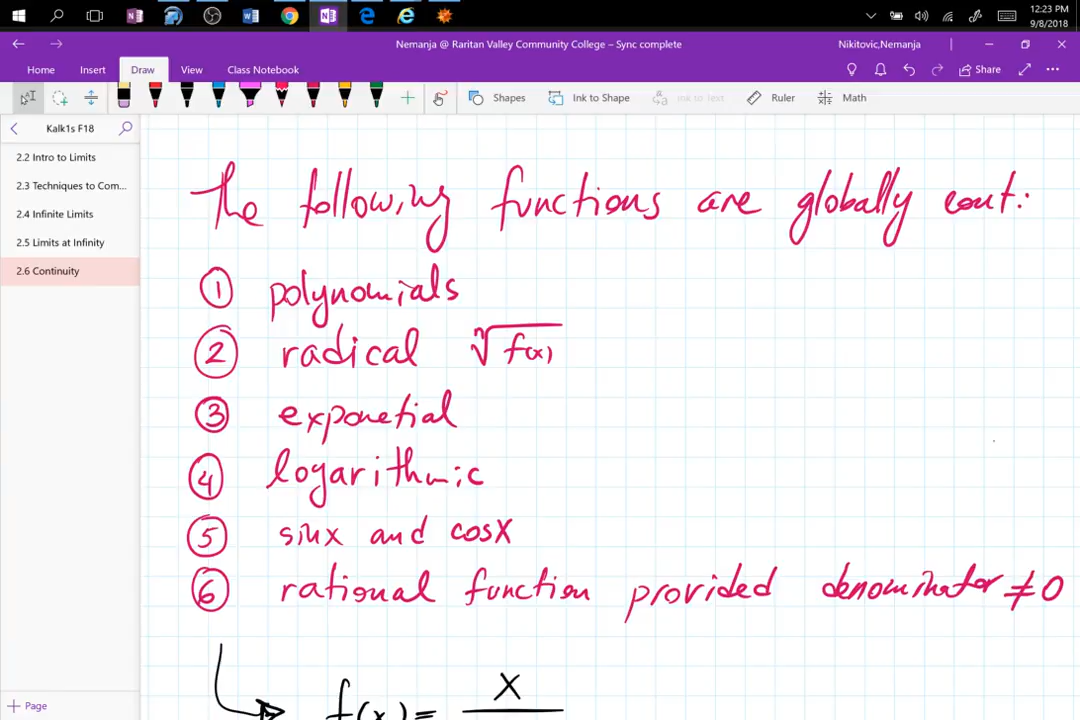 12:23 PM
9/8/2018
Nemanja @ Raritan Valley Community College – Sync complete
Nikitovic,Nemanja
Home Insert Draw View Class Notebook
Share
Shapes Ink to Shape Ink to Text Ruler Math
Kalk1s F18
2.2 Intro to Limits
2.3 Techniques to Com...
2.4 Infinite Limits
2.5 Limits at Infinity
2.6 Continuity
Page
The following functions are globally cont:
① polynomials
② radical ⁿ√f(x)
③ exponetial
④ logarithmic
⑤ sinx and cosx
⑥ rational function provided denominator ≠0
x
f(x)=